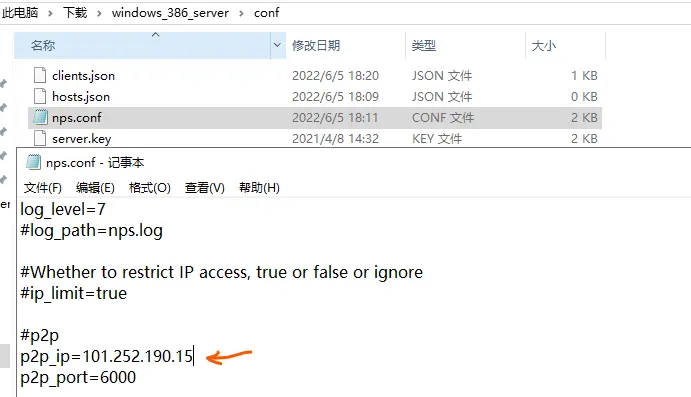 此电脑 > 下载 > windows_386_server > conf
名称 修改日期 类型 大小
clients.json 2022/6/5 18:20 JSON 文件 1 KB
hosts.json 2022/6/5 18:09 JSON 文件 0 KB
nps.conf 2022/6/5 18:11 CONF 文件 2 KB
server.key 2021/4/8 14:32 KEY 文件 2 KB
nps.conf - 记事本
文件(F) 编辑(E) 格式(O) 查看(V) 帮助(H)
er
log_level=7
#log_path=nps.log
#Whether to restrict IP access, true or false or ignore
#ip_limit=true
#p2p
p2p_ip=101.252.190.15
p2p_port=6000